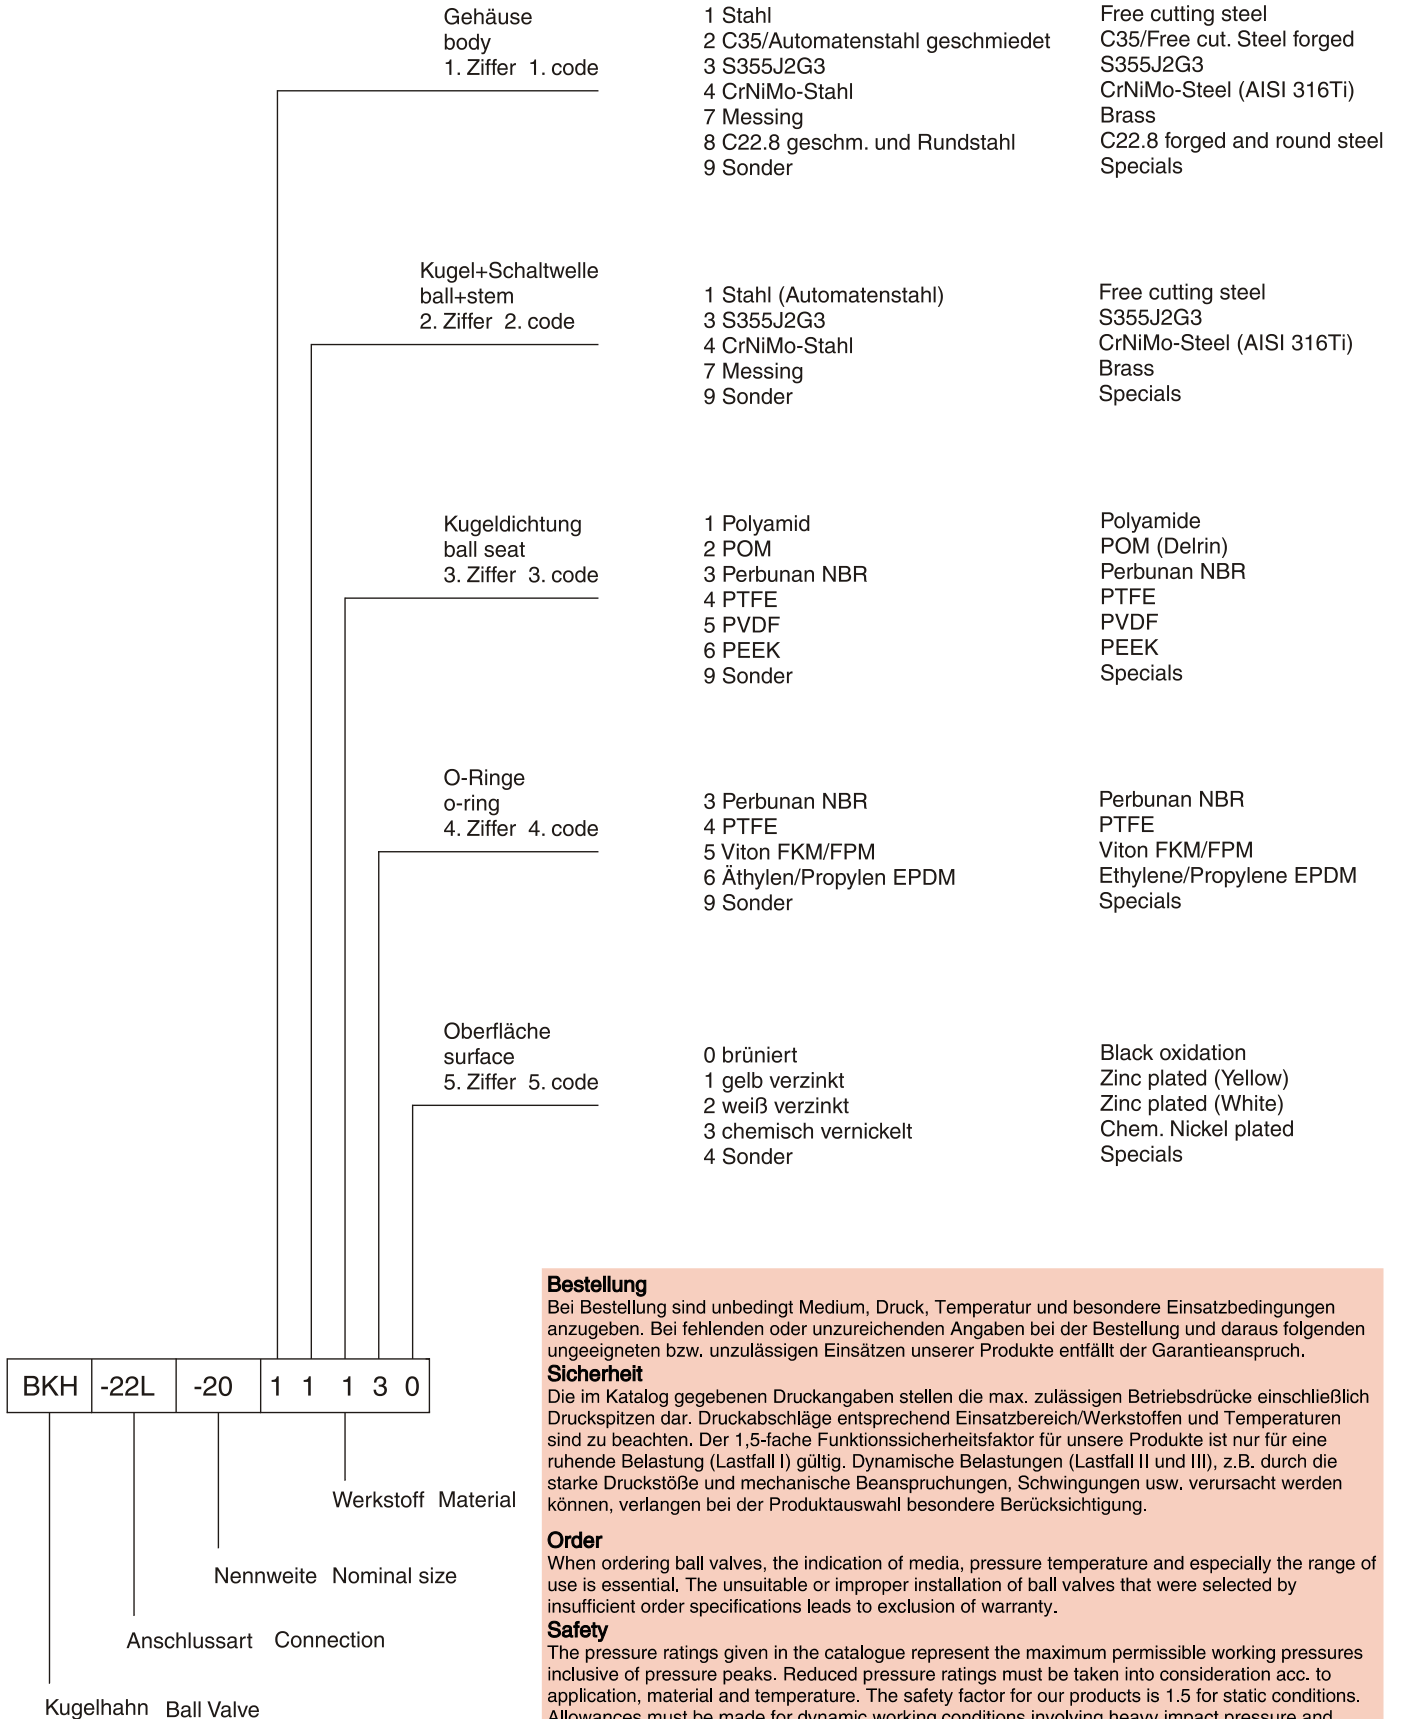 Gehäuse
body
1. Ziffer 1. code
1 Stahl Free cutting steel
2 C35/Automatenstahl geschmiedet C35/Free cut. Steel forged
3 S355J2G3 S355J2G3
4 CrNiMo-Stahl CrNiMo-Steel (AISI 316Ti)
7 Messing Brass
8 C22.8 geschm. und Rundstahl C22.8 forged and round steel
9 Sonder Specials
Kugel+Schaltwelle
ball+stem
2. Ziffer 2. code
1 Stahl (Automatenstahl) Free cutting steel
3 S355J2G3 S355J2G3
4 CrNiMo-Stahl CrNiMo-Steel (AISI 316Ti)
7 Messing Brass
9 Sonder Specials
Kugeldichtung
ball seat
3. Ziffer 3. code
1 Polyamid Polyamide
2 POM POM (Delrin)
3 Perbunan NBR Perbunan NBR
4 PTFE PTFE
5 PVDF PVDF
6 PEEK PEEK
9 Sonder Specials
O-Ringe
o-ring
4. Ziffer 4. code
3 Perbunan NBR Perbunan NBR
4 PTFE PTFE
5 Viton FKM/FPM Viton FKM/FPM
6 Äthylen/Propylen EPDM Ethylene/Propylene EPDM
9 Sonder Specials
Oberfläche
surface
5. Ziffer 5. code
0 brüniert Black oxidation
1 gelb verzinkt Zinc plated (Yellow)
2 weiß verzinkt Zinc plated (White)
3 chemisch vernickelt Chem. Nickel plated
4 Sonder Specials
BKH -22L -20 1 1 1 3 0
Werkstoff Material
Nennweite Nominal size
Anschlussart Connection
Kugelhahn Ball Valve
Bestellung
Bei Bestellung sind unbedingt Medium, Druck, Temperatur und besondere Einsatzbedingungen
anzugeben. Bei fehlenden oder unzureichenden Angaben bei der Bestellung und daraus folgenden
ungeeigneten bzw. unzulässigen Einsätzen unserer Produkte entfällt der Garantieanspruch.
Sicherheit
Die im Katalog gegebenen Druckangaben stellen die max. zulässigen Betriebsdrücke einschließlich
Druckspitzen dar. Druckabschläge entsprechend Einsatzbereich/Werkstoffen und Temperaturen
sind zu beachten. Der 1,5-fache Funktionssicherheitsfaktor für unsere Produkte ist nur für eine
ruhende Belastung (Lastfall I) gültig. Dynamische Belastungen (Lastfall II und III), z.B. durch die
starke Druckstöße und mechanische Beanspruchungen, Schwingungen usw. verursacht werden
können, verlangen bei der Produktauswahl besondere Berücksichtigung.
Order
When ordering ball valves, the indication of media, pressure temperature and especially the range of
use is essential. The unsuitable or improper installation of ball valves that were selected by
insufficient order specifications leads to exclusion of warranty.
Safety
The pressure ratings given in the catalogue represent the maximum permissible working pressures
inclusive of pressure peaks. Reduced pressure ratings must be taken into consideration acc. to
application, material and temperature. The safety factor for our products is 1.5 for static conditions.
Allowances must be made for dynamic working conditions involving heavy impact pressure and